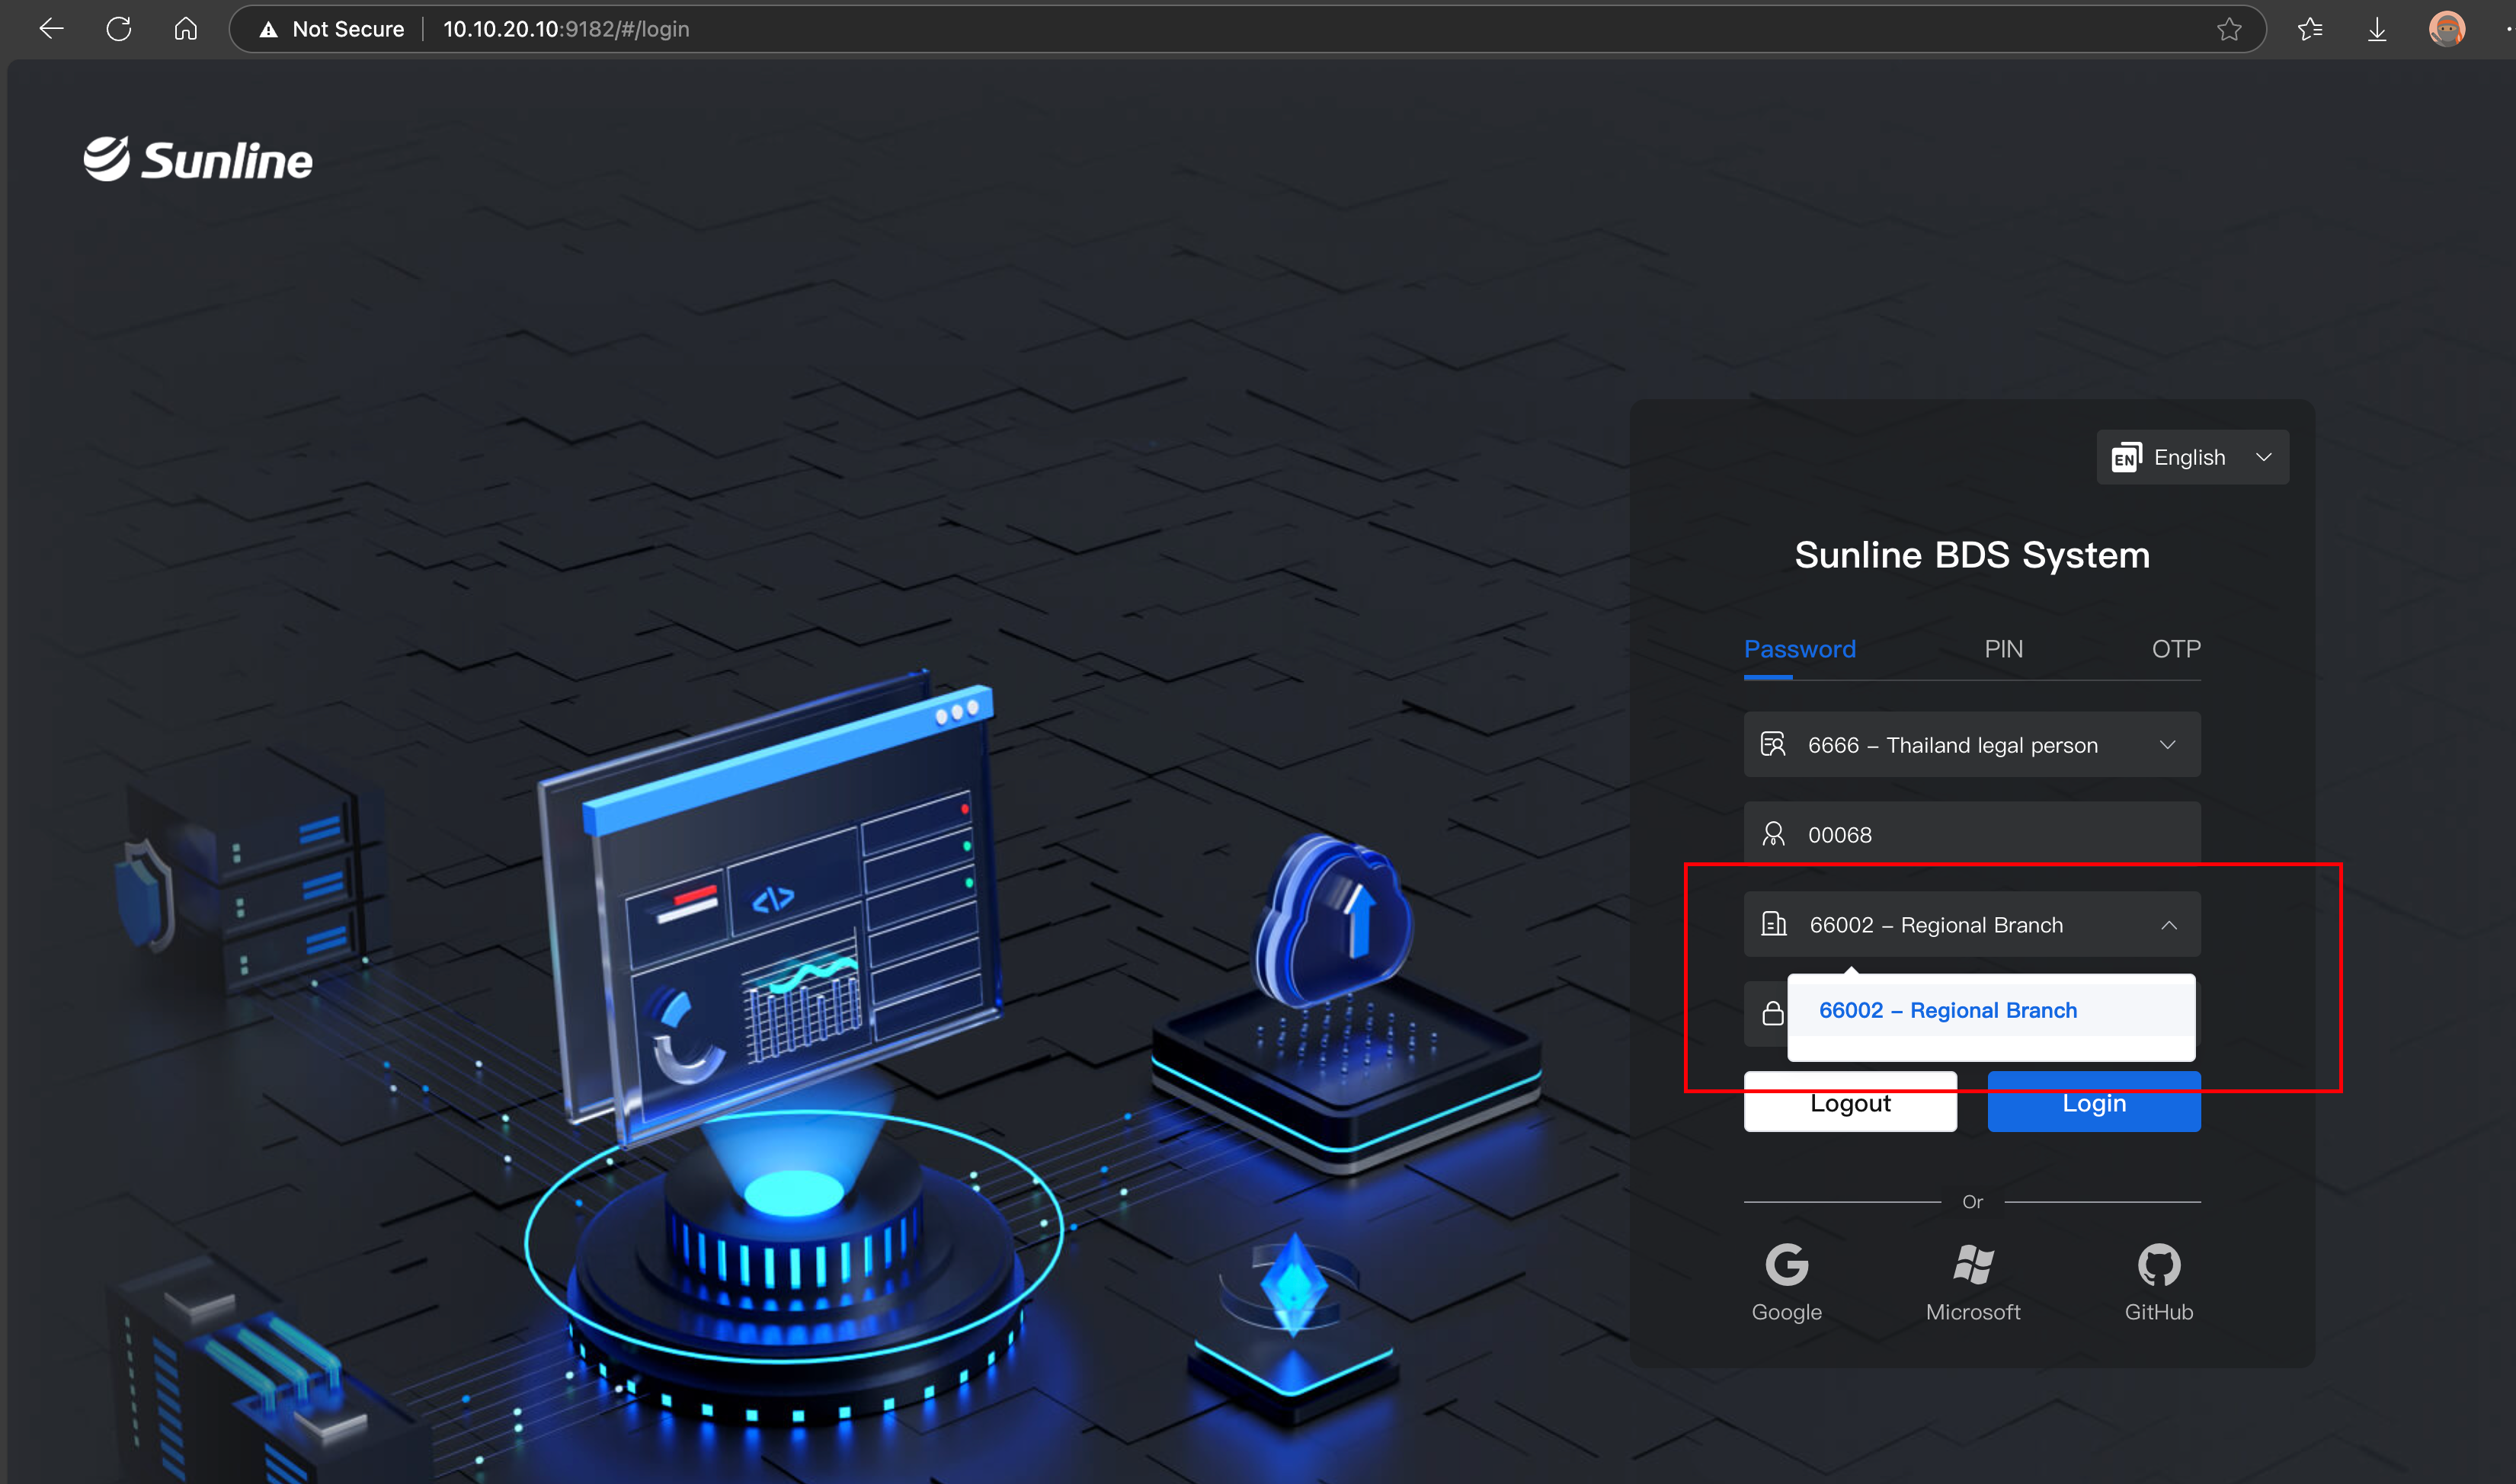 Not Secure
10.10.20.10:9182/#/login
Sunline
EN English
Sunline BDS System
Password PIN OTP
6666 – Thailand legal person
00068
66002 – Regional Branch
66002 – Regional Branch
Logout Login
Or
Google Microsoft GitHub